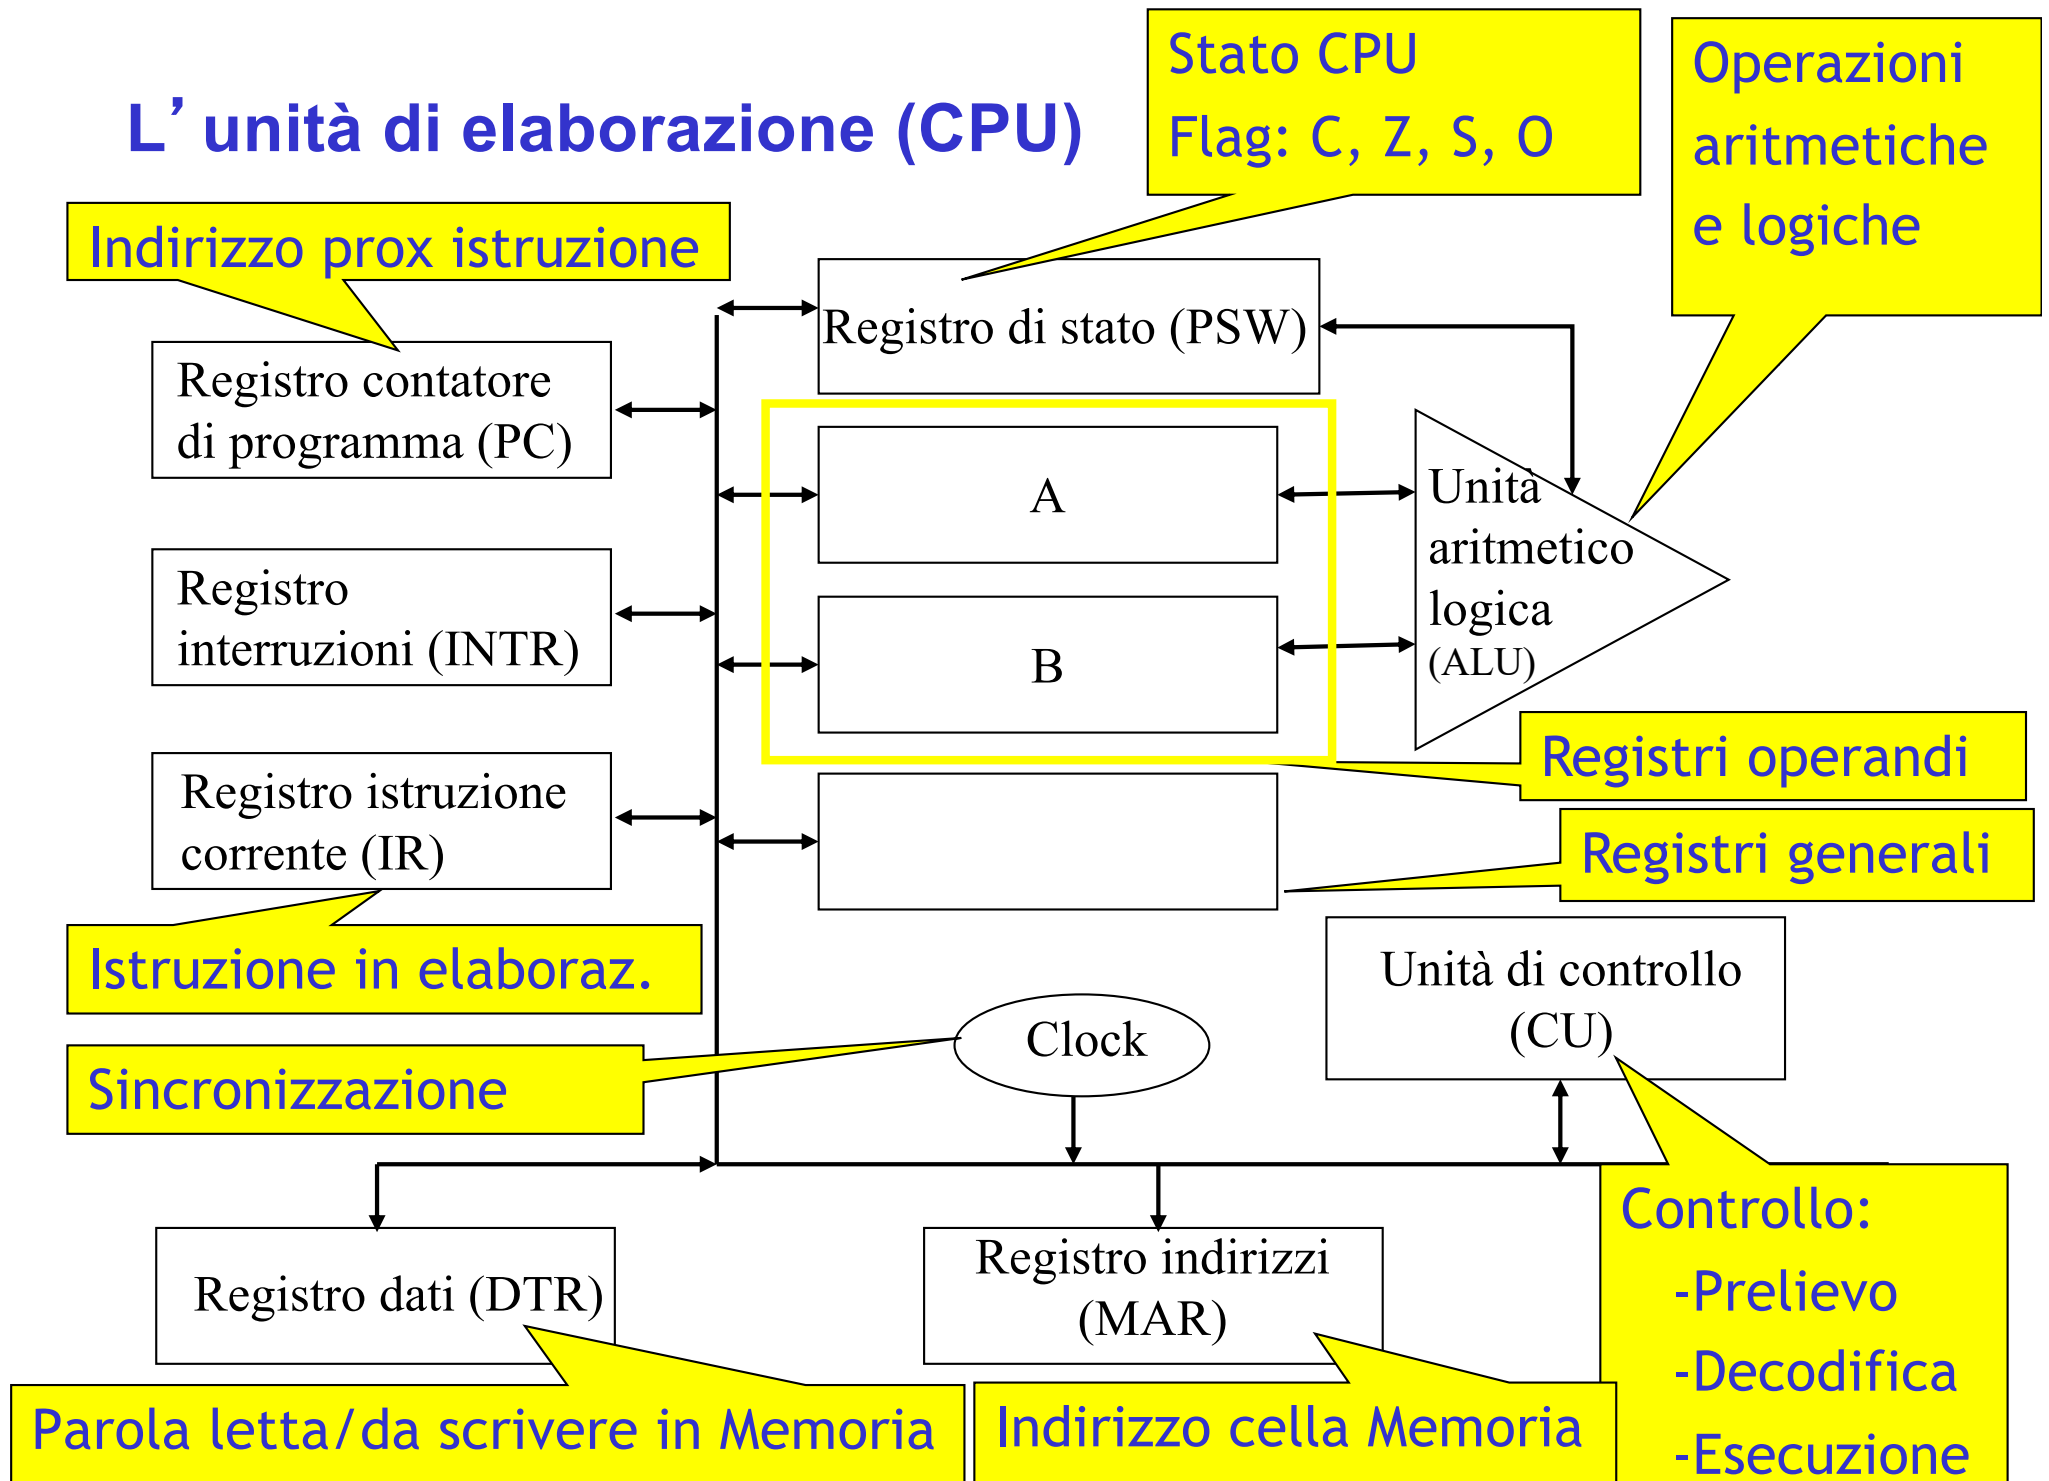 L’unità di elaborazione (CPU)
Stato CPU
Flag: C, Z, S, O
Operazioni
aritmetiche
e logiche
Indirizzo prox istruzione
Registro di stato (PSW)
Registro contatore
di programma (PC)
A
Unità
aritmetico
logica
(ALU)
Registro
interruzioni (INTR)
B
Registri operandi
Registro istruzione
corrente (IR)
Registri generali
Istruzione in elaboraz.
Unità di controllo
(CU)
Clock
Sincronizzazione
Registro dati (DTR)
Registro indirizzi
(MAR)
Controllo:
-Prelievo
-Decodifica
-Esecuzione
Parola letta/da scrivere in Memoria
Indirizzo cella Memoria